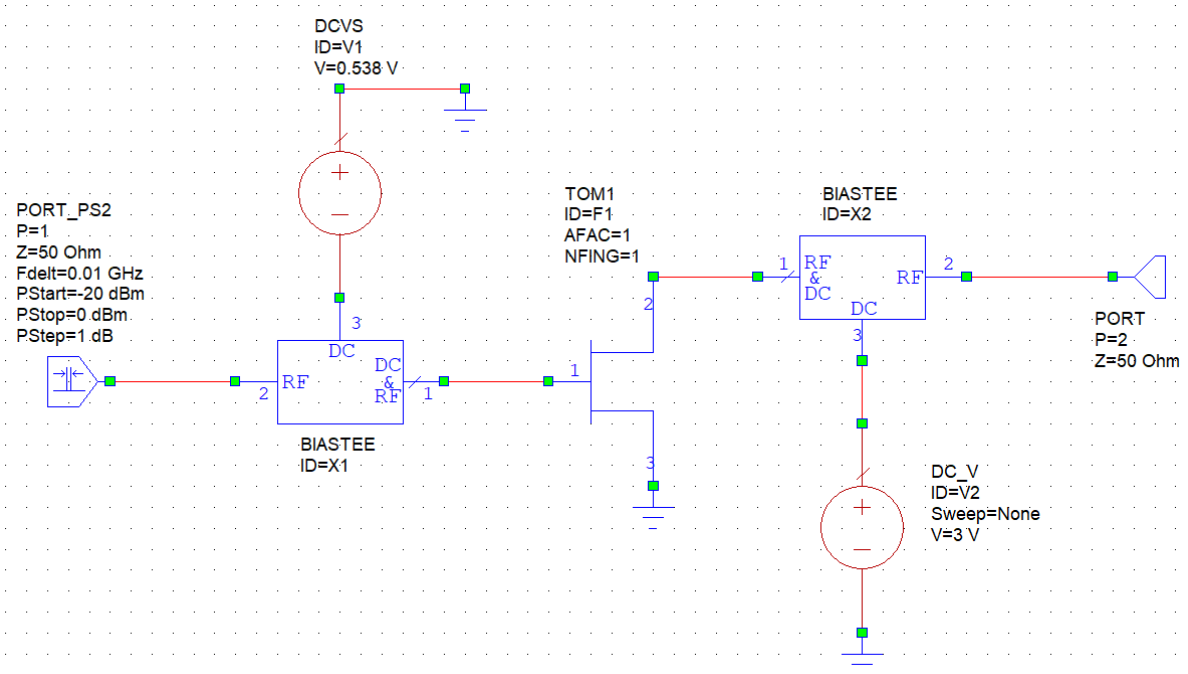 DCVS
ID=V1
V=0.538 V
PORT_PS2
P=1
Z=50 Ohm
Fdelt=0.01 GHz
PStart=-20 dBm
PStop=0 dBm
PStep=1 dB
+
3
DC
RF
DC
&
RF
2
1
BIASTEE
ID=X1
TOM1
ID=F1
AFAC=1
NFING=1
1
2
3
BIASTEE
ID=X2
1
RF
&
DC
RF
2
DC
3
PORT
P=2
Z=50 Ohm
DC_V
ID=V2
Sweep=None
V=3 V
+